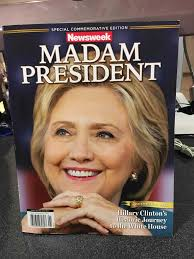 SPECIAL COMMEMORATIVE EDITION
Newsweek
MADAM
PRESIDENT
Hillary Clinton's
Historic Journey
to the White House